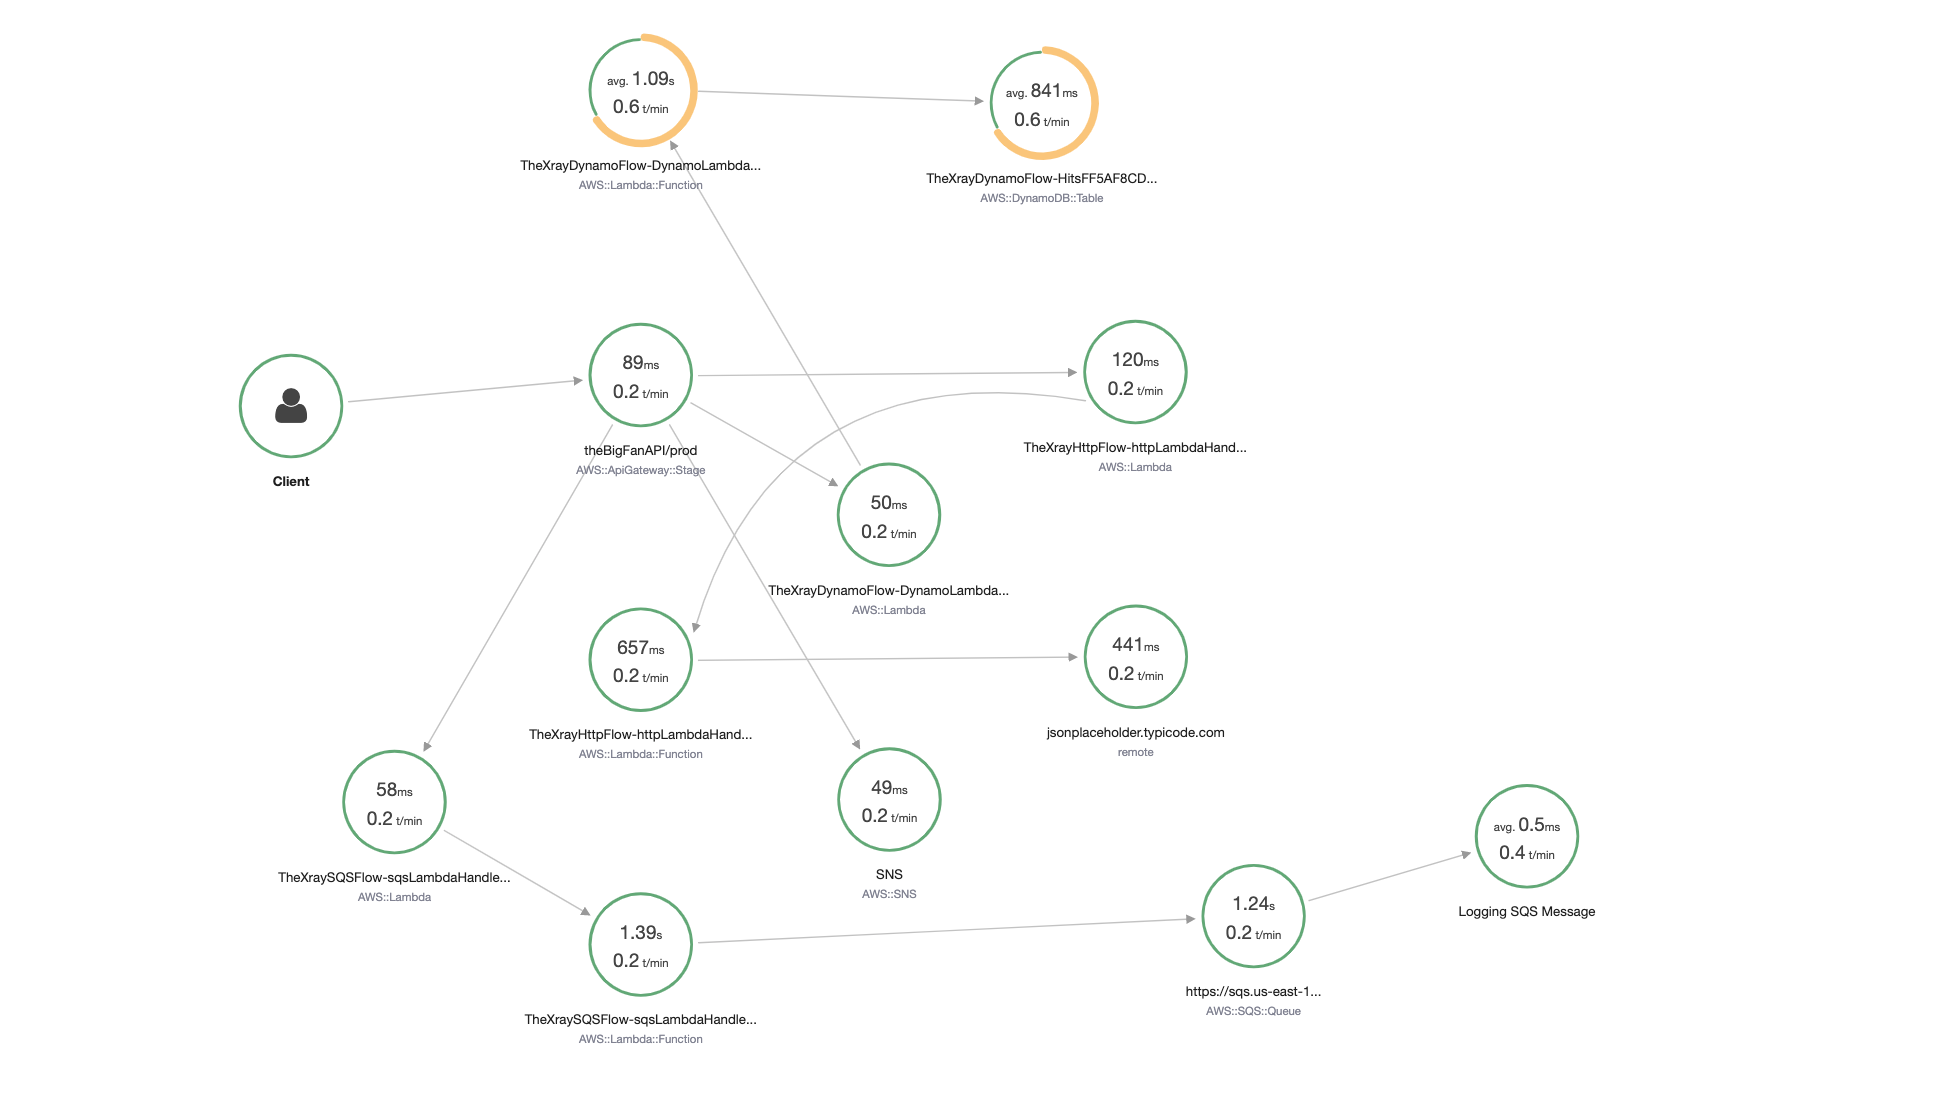 avg. 1.09s
0.6 t/min
TheXrayDynamoFlow-DynamoLambda...
AWS::Lambda::Function
avg. 841ms
0.6 t/min
TheXrayDynamoFlow-HitsFF5AF8CD...
AWS::DynamoDB::Table
Client
89ms
0.2 t/min
theBigFanAPI/prod
AWS::ApiGateway::Stage
120ms
0.2 t/min
TheXrayHttpFlow-httpLambdaHand...
AWS::Lambda
50ms
0.2 t/min
TheXrayDynamoFlow-DynamoLambda...
AWS::Lambda
657ms
0.2 t/min
TheXrayHttpFlow-httpLambdaHand...
AWS::Lambda::Function
441ms
0.2 t/min
jsonplaceholder.typicode.com
remote
58ms
0.2 t/min
TheXraySQSFlow-sqsLambdaHandle...
AWS::Lambda
49ms
0.2 t/min
SNS
AWS::SNS
avg. 0.5ms
0.4 t/min
Logging SQS Message
1.39s
0.2 t/min
TheXraySQSFlow-sqsLambdaHandle...
AWS::Lambda::Function
1.24s
0.2 t/min
https://sqs.us-east-1...
AWS::SQS::Queue